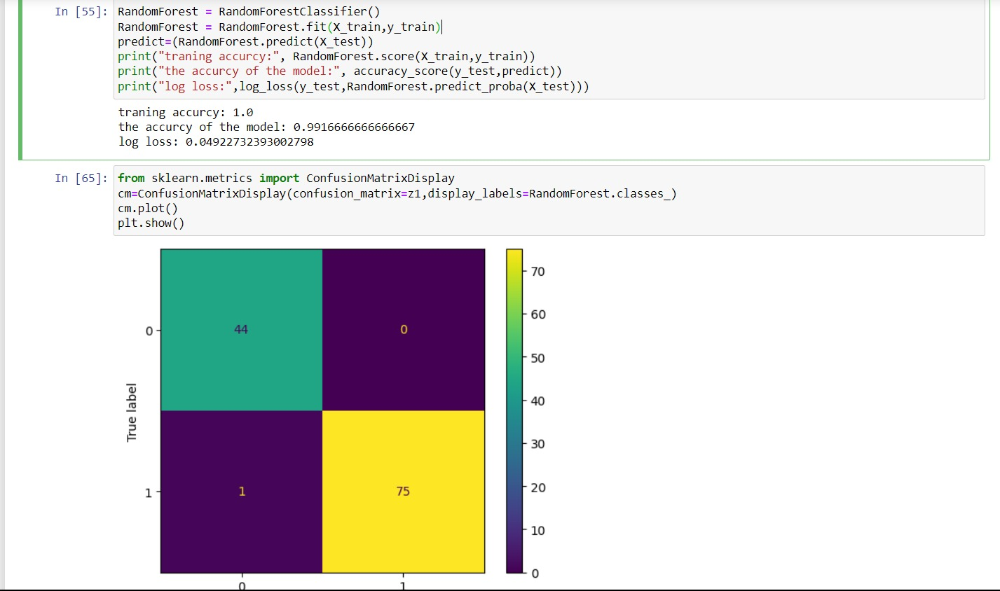 In [55]: RandomForest = RandomForestClassifier()
RandomForest = RandomForest.fit(X_train,y_train)
predict=(RandomForest.predict(X_test))
print("traning accurcy:", RandomForest.score(X_train,y_train))
print("the accurcy of the model:", accuracy_score(y_test,predict))
print("log loss:",log_loss(y_test,RandomForest.predict_proba(X_test)))
traning accurcy: 1.0
the accurcy of the model: 0.9916666666666667
log loss: 0.04922732393002798
In [65]: from sklearn.metrics import ConfusionMatrixDisplay
cm=ConfusionMatrixDisplay(confusion_matrix=z1,display_labels=RandomForest.classes_)
cm.plot()
plt.show()
70
60
50
0
44
0
40
True label
30
1
1
75
20
10
0
0
1